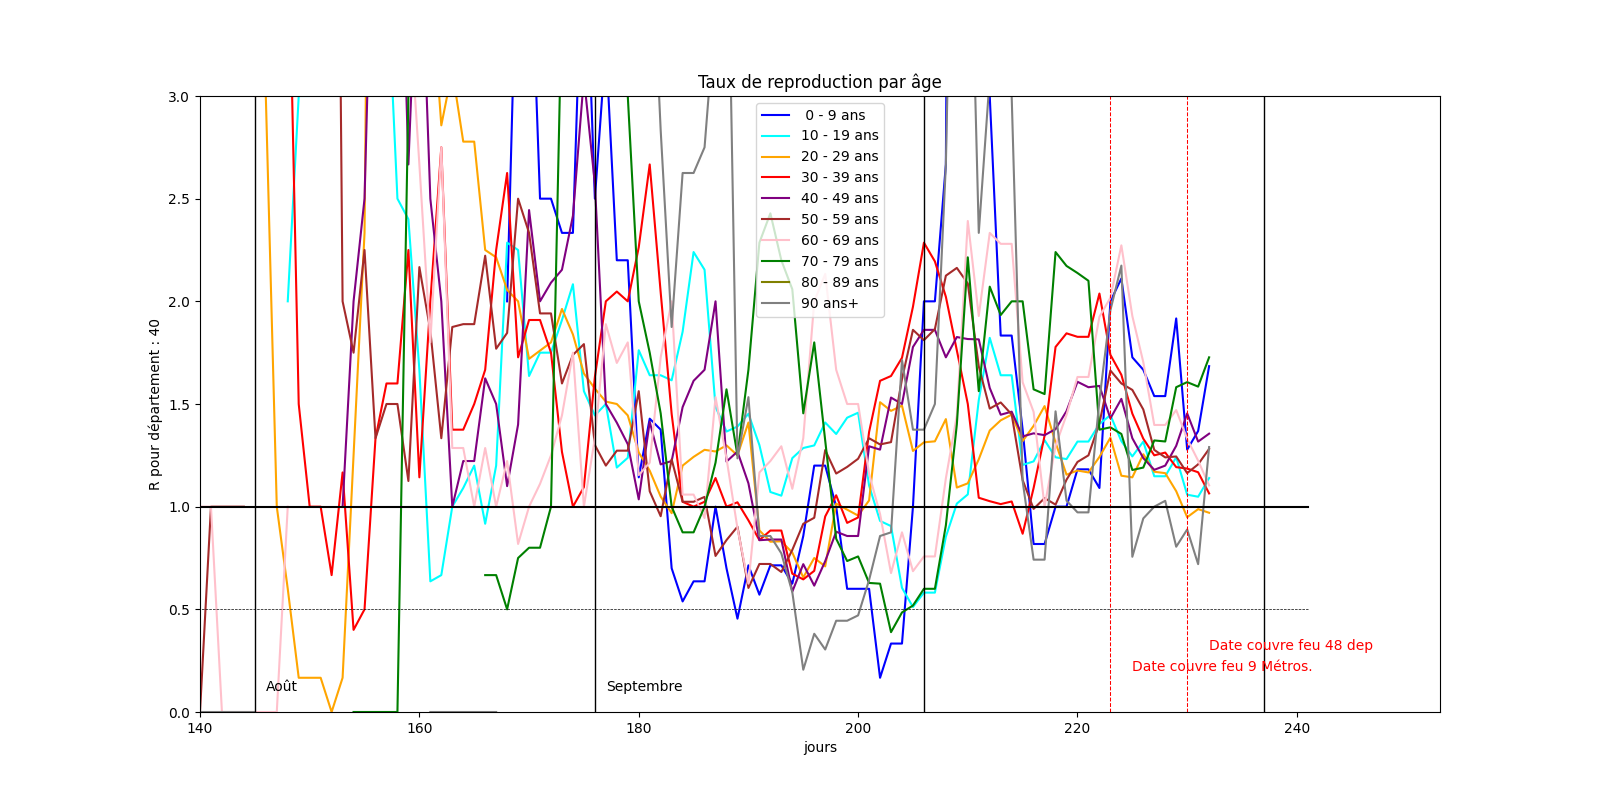 Taux de reproduction par âge
3.0
2.5
2.0
1.5
1.0
0.5
0.0
R pour département : 40
0 - 9 ans
10 - 19 ans
20 - 29 ans
30 - 39 ans
40 - 49 ans
50 - 59 ans
60 - 69 ans
70 - 79 ans
80 - 89 ans
90 ans+
Date couvre feu 48 dep
Date couvre feu 9 Métros.
Août
Septembre
140
160
180
200
220
240
jours